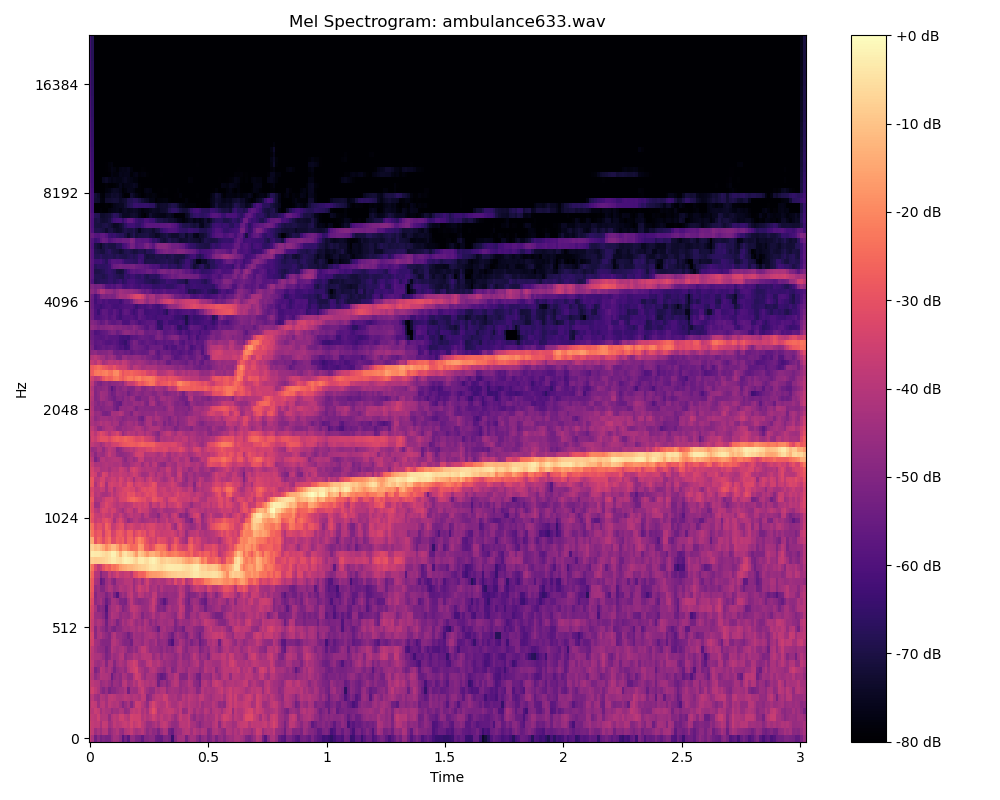 Mel Spectrogram: ambulance633.wav
Hz
16384
8192
4096
2048
1024
512
0
0
0.5
1
1.5
2
2.5
3
Time
+0 dB
-10 dB
-20 dB
-30 dB
-40 dB
-50 dB
-60 dB
-70 dB
-80 dB